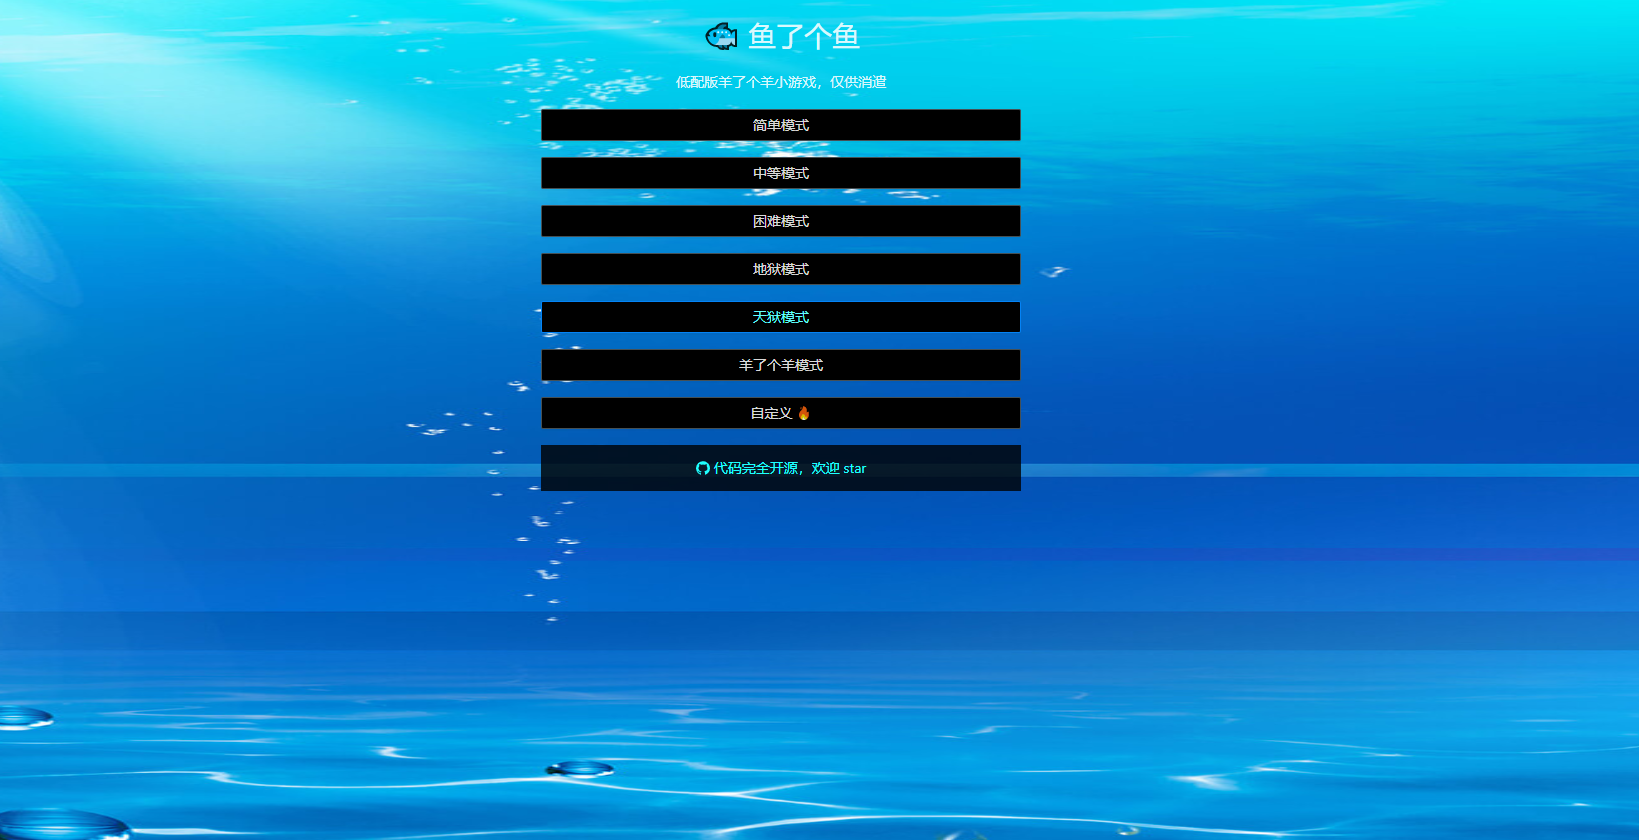 鱼了个鱼
低配版羊了个羊小游戏，仅供消遣
简单模式
中等模式
困难模式
地狱模式
天狱模式
羊了个羊模式
自定义 🔥
代码完全开源，欢迎 star